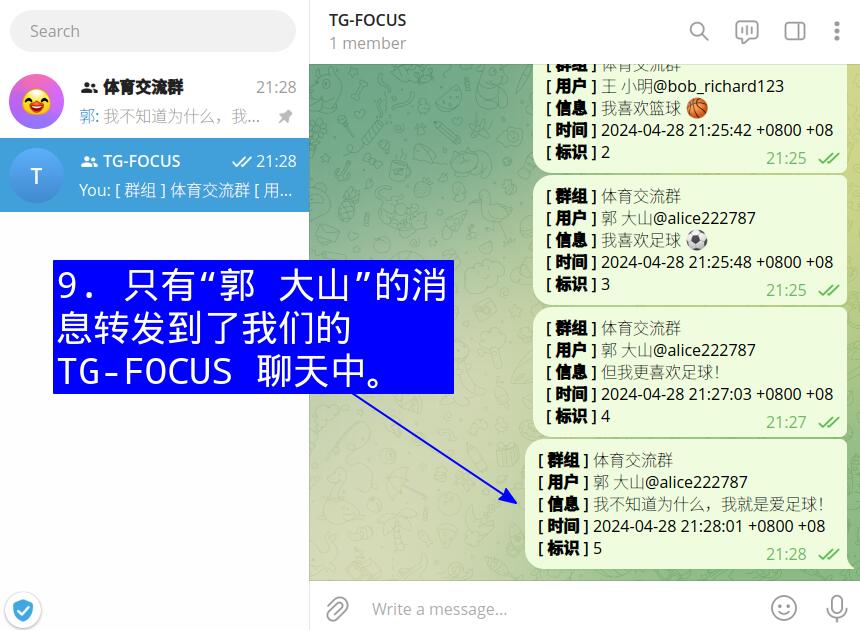 Search
体育交流群
21:28
郭: 我不知道为什么，我...
T
TG-FOCUS
21:28
You: [ 群组 ] 体育交流群 [ 用...
9. 只有“郭 大山”的消
息转发到了我们的
TG-FOCUS 聊天中。
TG-FOCUS
1 member
[ 群组 ] 体育交流群
[ 用户 ] 王 小明@bob_richard123
[ 信息 ] 我喜欢篮球 🏀
[ 时间 ] 2024-04-28 21:25:42 +0800 +08
[ 标识 ] 2
21:25
[ 群组 ] 体育交流群
[ 用户 ] 郭 大山@alice222787
[ 信息 ] 我喜欢足球 ⚽
[ 时间 ] 2024-04-28 21:25:48 +0800 +08
[ 标识 ] 3
21:25
[ 群组 ] 体育交流群
[ 用户 ] 郭 大山@alice222787
[ 信息 ] 但我更喜欢足球！
[ 时间 ] 2024-04-28 21:27:03 +0800 +08
[ 标识 ] 4
21:27
[ 群组 ] 体育交流群
[ 用户 ] 郭 大山@alice222787
[ 信息 ] 我不知道为什么，我就是爱足球！
[ 时间 ] 2024-04-28 21:28:01 +0800 +08
[ 标识 ] 5
21:28
Write a message...